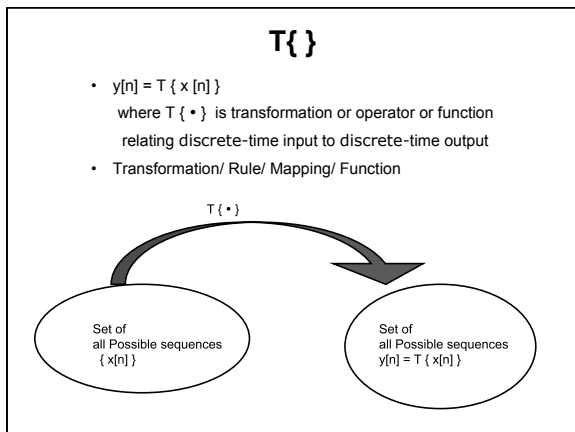 T{ }
• y[n] = T { x [n] }
where T { • } is transformation or operator or function
relating discrete-time input to discrete-time output
• Transformation/ Rule/ Mapping/ Function
T { • }
Set of
all Possible sequences
{ x[n] }
Set of
all Possible sequences
y[n] = T { x[n] }